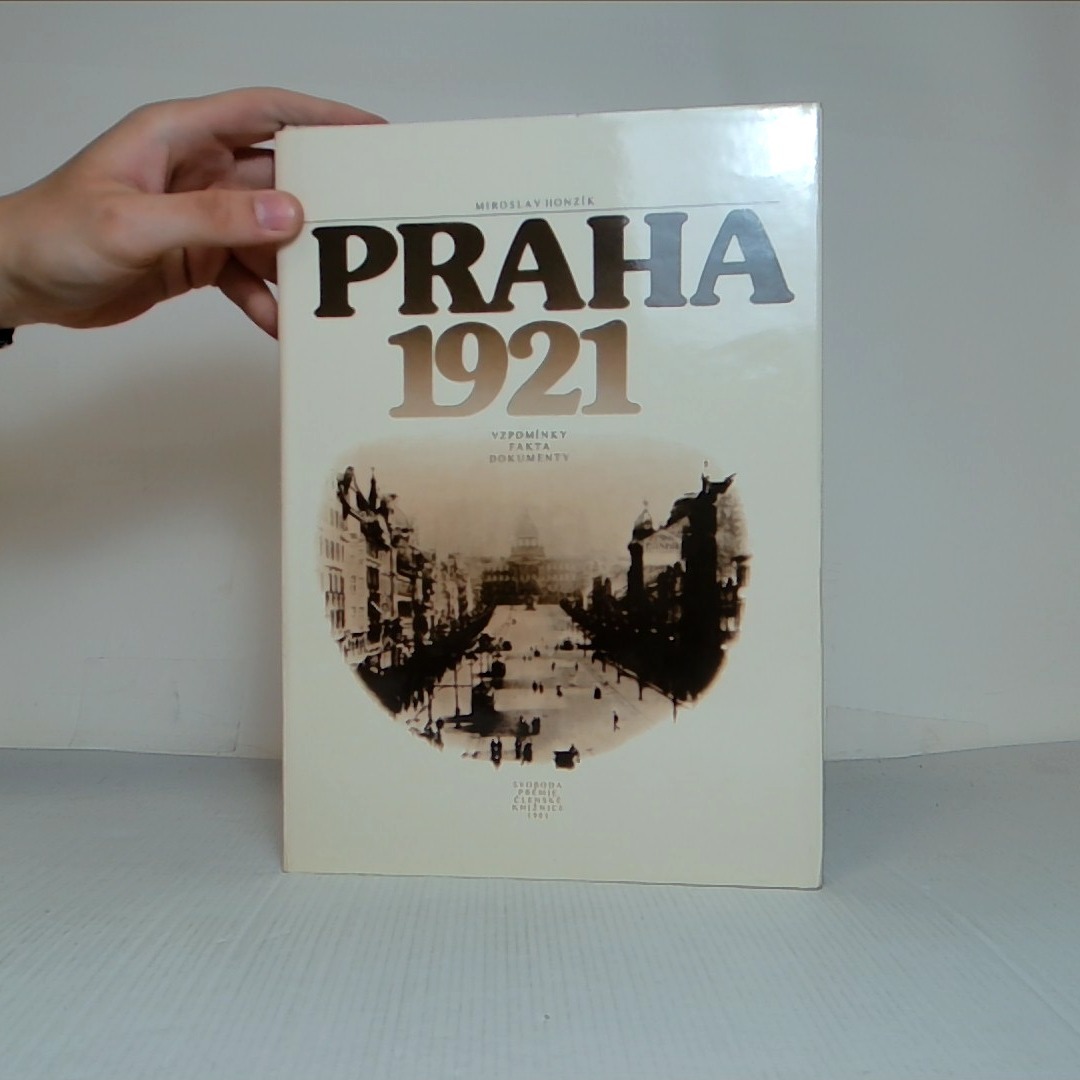 MIROSLAV HONZÍK
PRAHA
1921
VZPOMÍNKY
FAKTA
DOKUMENTY
SVOBODA
PRÉMIE
ČLENSKÉ
KNIŽNICE
1981